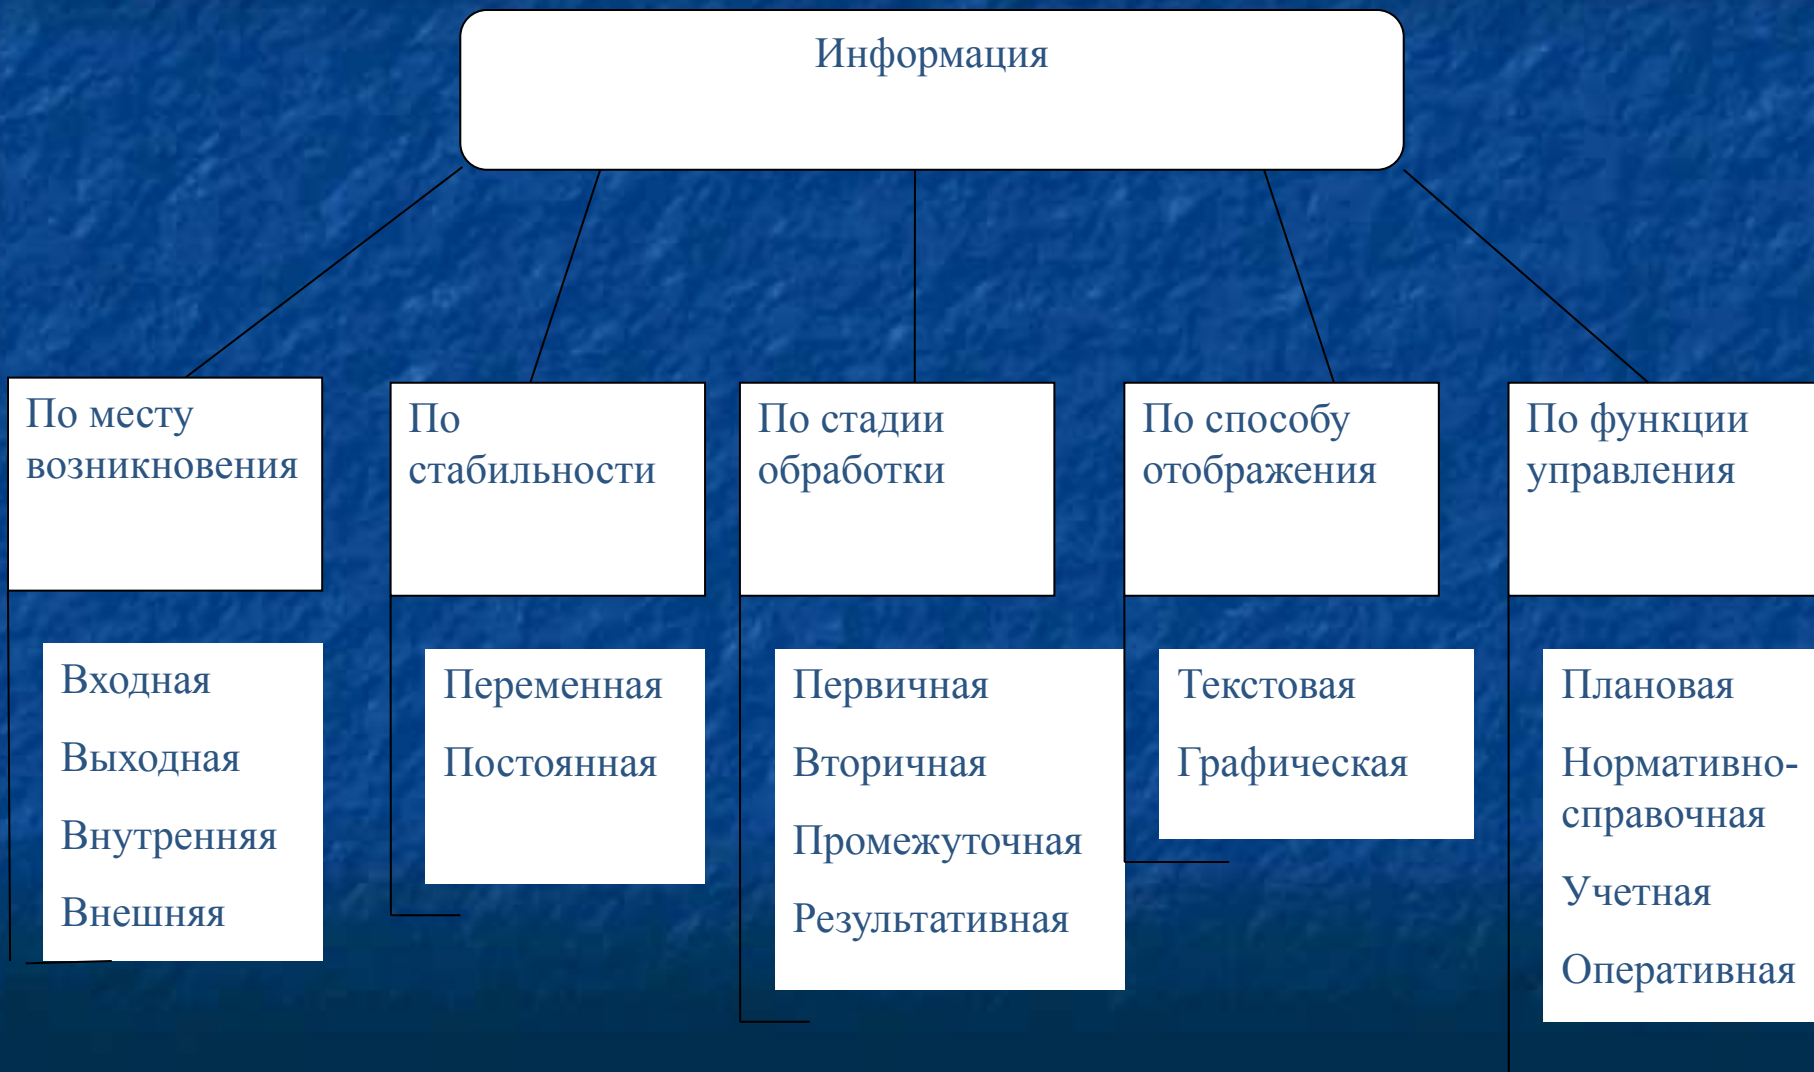 Информация
По месту
возникновения
Входная
Выходная
Внутренняя
Внешняя
По
стабильности
Переменная
Постоянная
По стадии
обработки
Первичная
Вторичная
Промежуточная
Результативная
По способу
отображения
Текстовая
Графическая
По функции
управления
Плановая
Нормативно-
справочная
Учетная
Оперативная